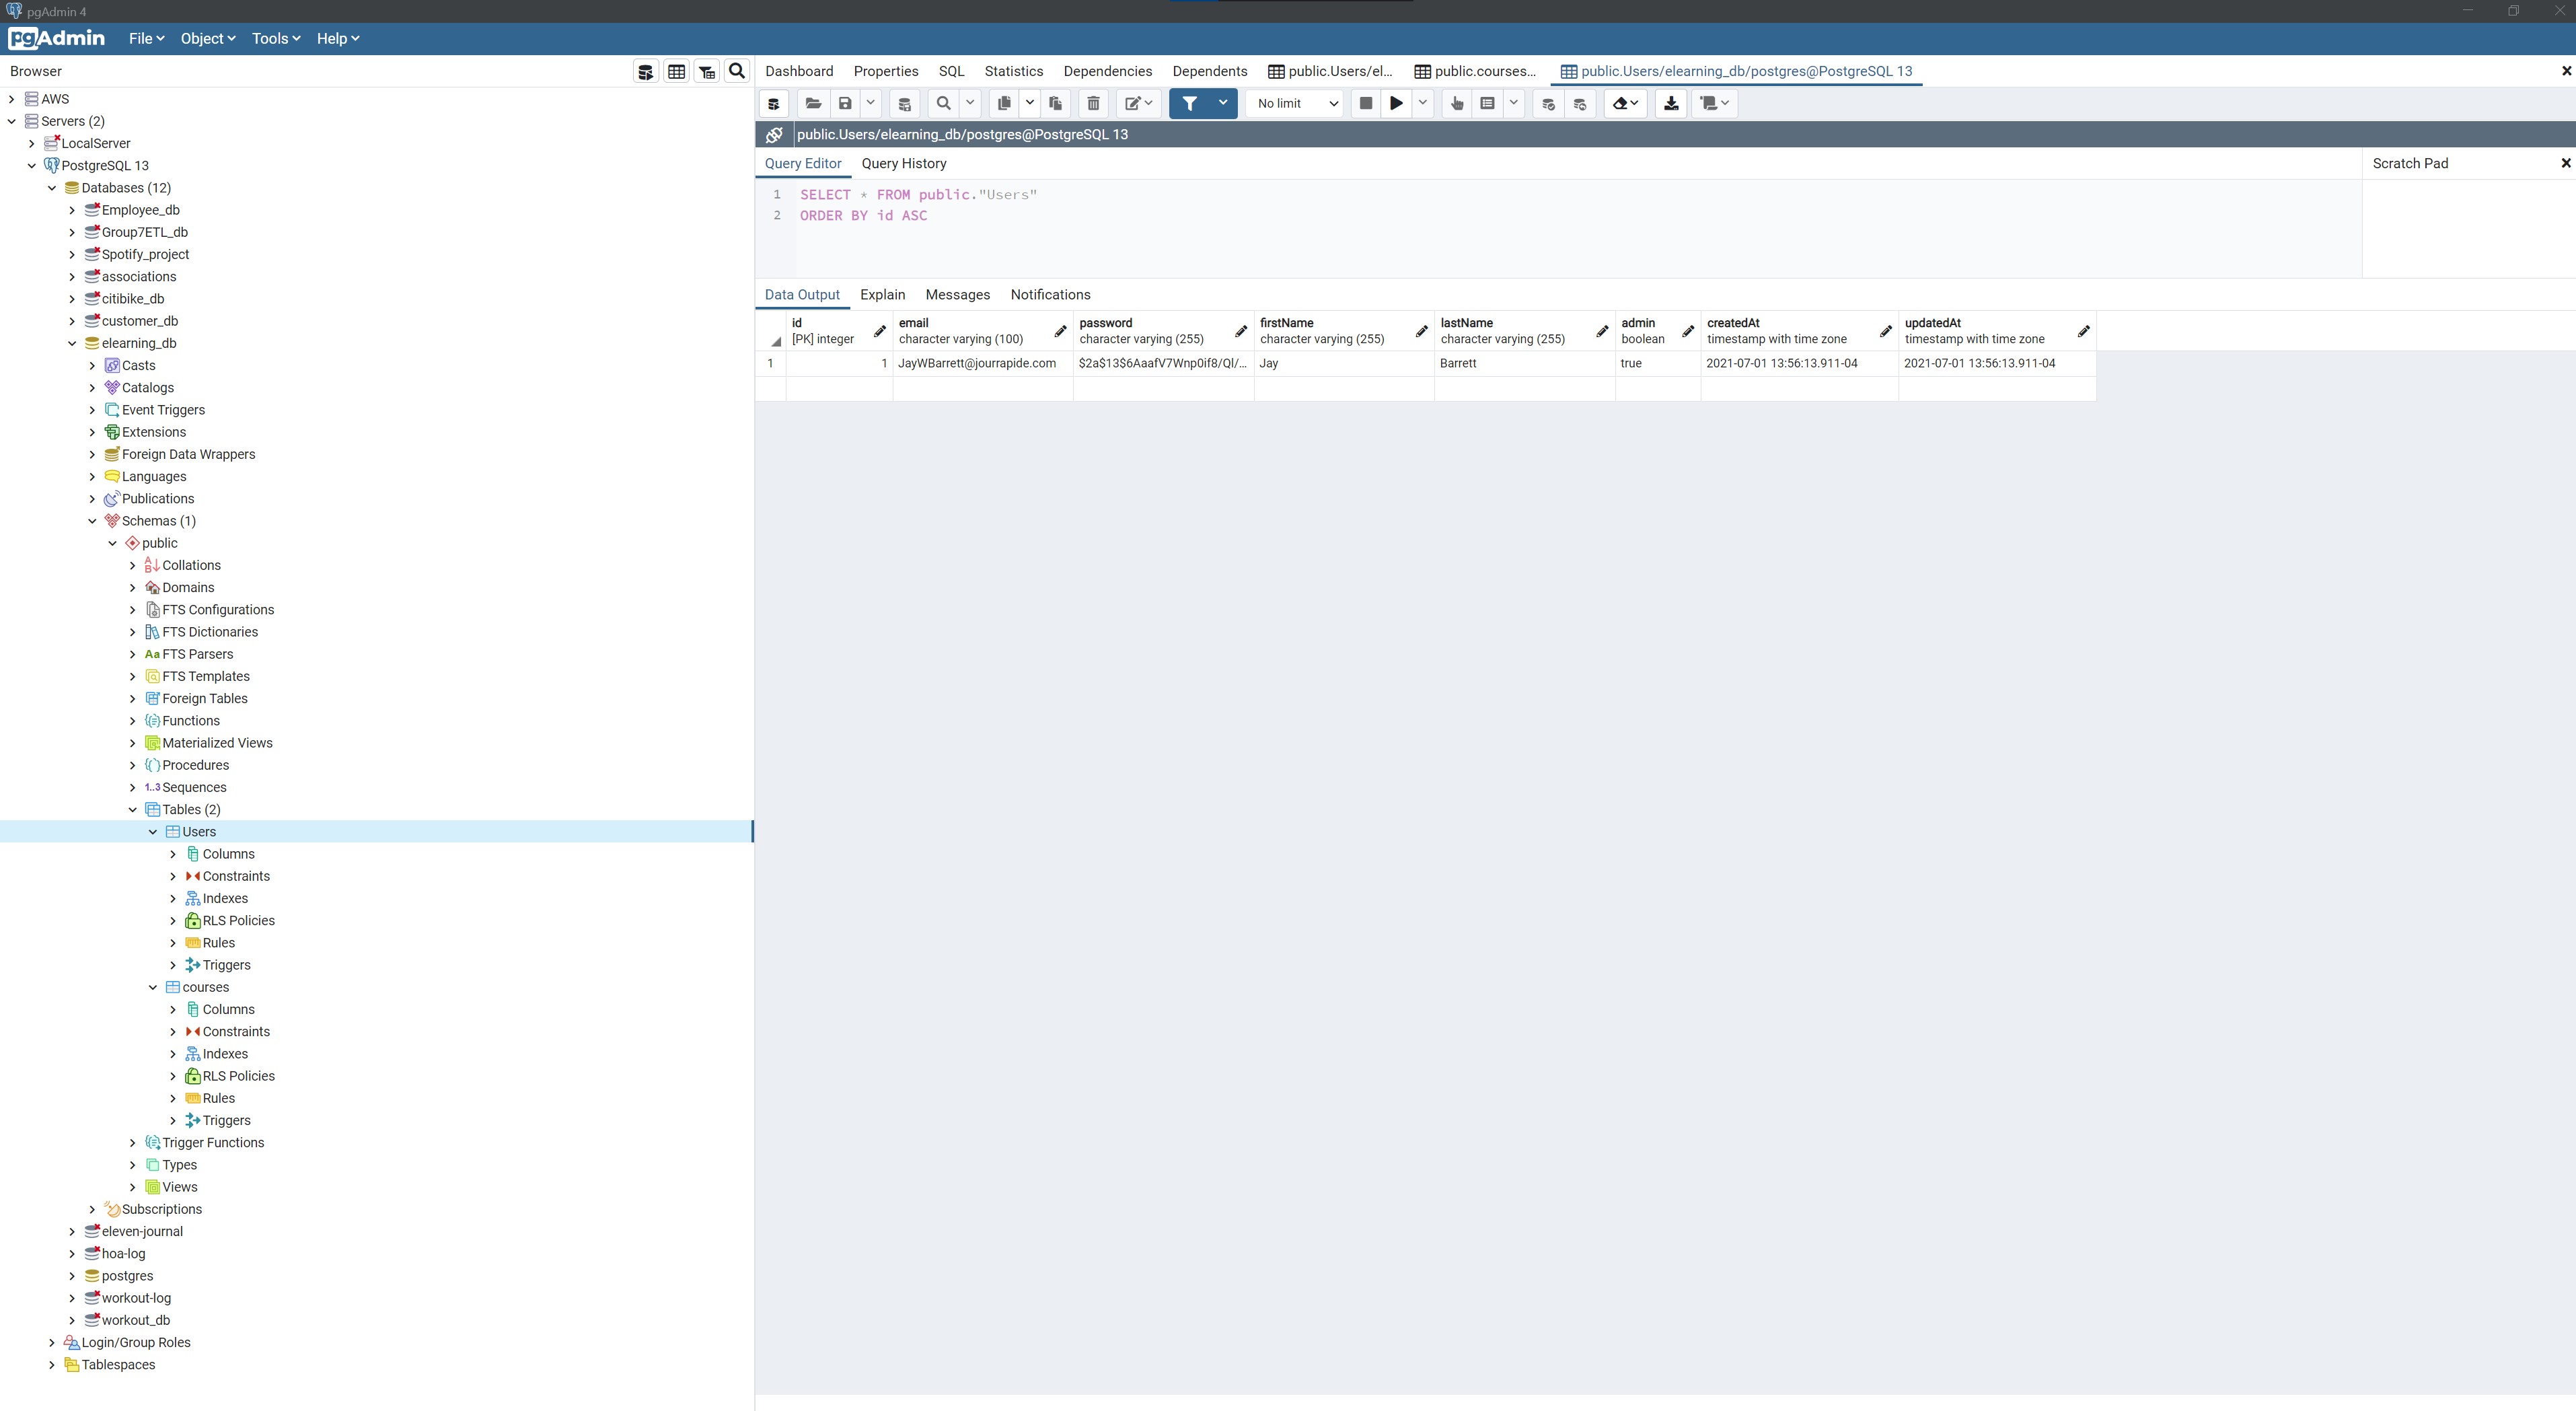 pgAdmin 4
pgAdmin File Object Tools Help
Browser
Dashboard Properties SQL Statistics Dependencies Dependents public.Users/el... public.courses... public.Users/elearning_db/postgres@PostgreSQL 13
No limit
public.Users/elearning_db/postgres@PostgreSQL 13
Query Editor Query History
Scratch Pad
1 SELECT * FROM public."Users"
2 ORDER BY id ASC
Data Output Explain Messages Notifications
id email password firstName lastName admin createdAt updatedAt
[PK] integer character varying (100) character varying (255) character varying (255) character varying (255) boolean timestamp with time zone timestamp with time zone
1 1 JayWBarrett@jourrapide.com $2a$13$6AaafV7Wnp0if8/QI/... Jay Barrett true 2021-07-01 13:56:13.911-04 2021-07-01 13:56:13.911-04
AWS
Servers (2)
LocalServer
PostgreSQL 13
Databases (12)
Employee_db
Group7ETL_db
Spotify_project
associations
citibike_db
customer_db
elearning_db
Casts
Catalogs
Event Triggers
Extensions
Foreign Data Wrappers
Languages
Publications
Schemas (1)
public
Collations
Domains
FTS Configurations
FTS Dictionaries
Aa FTS Parsers
FTS Templates
Foreign Tables
Functions
Materialized Views
Procedures
1..3 Sequences
Tables (2)
Users
Columns
Constraints
Indexes
RLS Policies
Rules
Triggers
courses
Columns
Constraints
Indexes
RLS Policies
Rules
Triggers
Trigger Functions
Types
Views
Subscriptions
eleven-journal
hoa-log
postgres
workout-log
workout_db
Login/Group Roles
Tablespaces